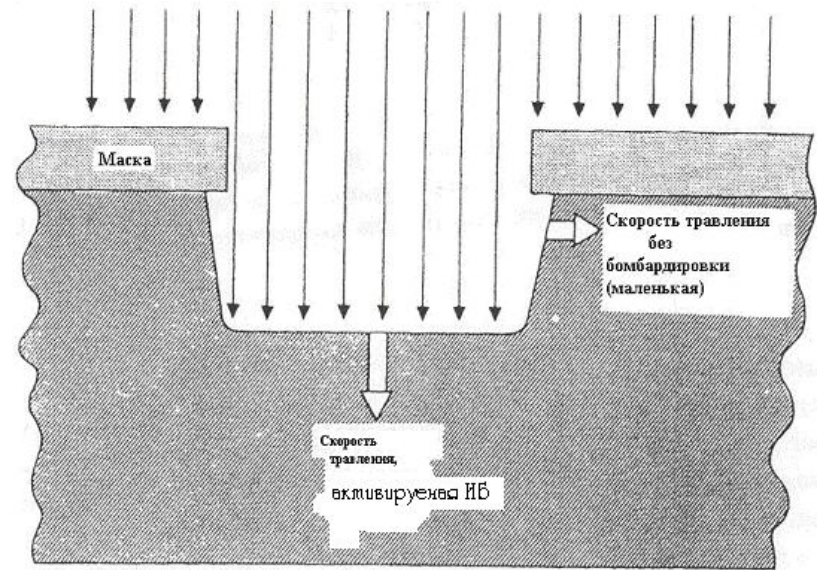 Маска
Скорость травления
без
бомбардировки
(маленькая)
Скорость
травления,
активируемая ИБ